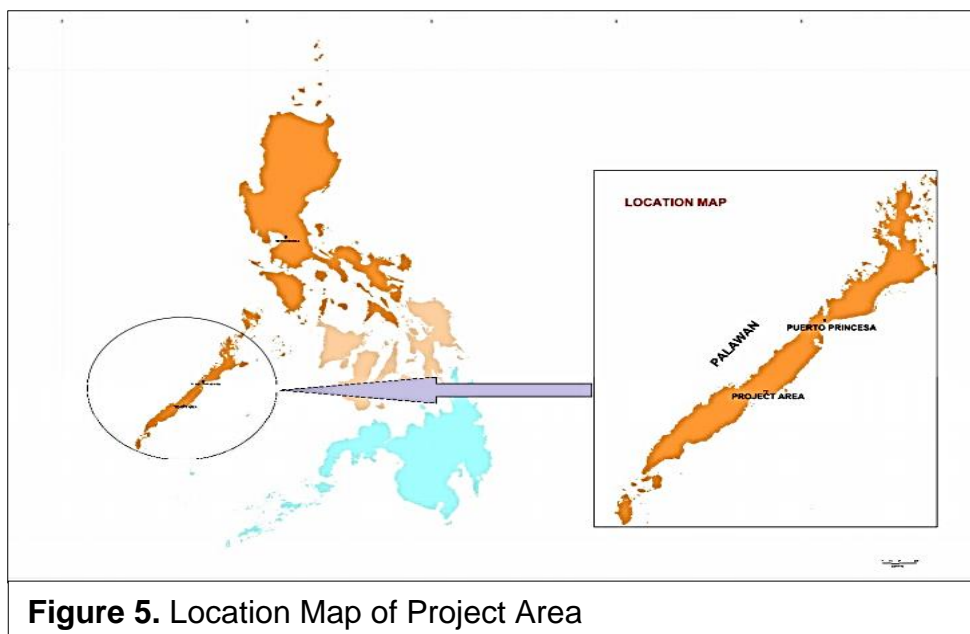 LOCATION MAP
PALAWAN
PUERTO PRINCESA
PROJECT AREA
Figure 5. Location Map of Project Area